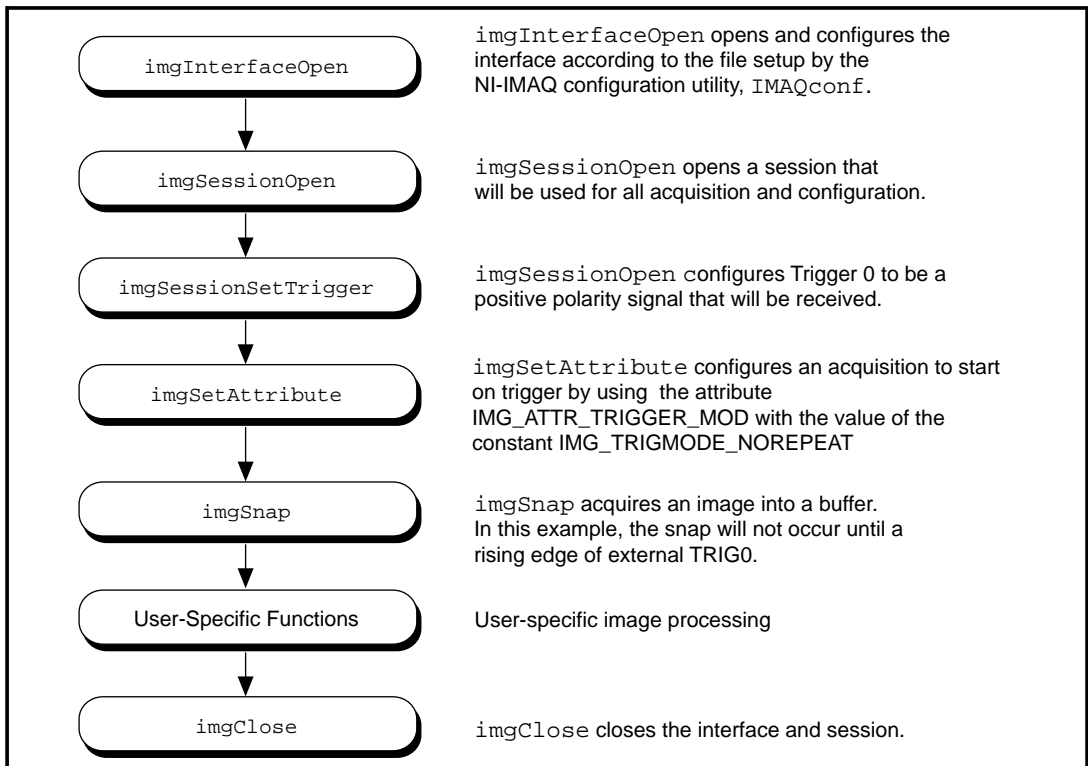 imgInterfaceOpen
imgInterfaceOpen opens and configures the
interface according to the file setup by the
NI-IMAQ configuration utility, IMAQconf.
imgSessionOpen
imgSessionOpen opens a session that
will be used for all acquisition and configuration.
imgSessionSetTrigger
imgSessionOpen configures Trigger 0 to be a
positive polarity signal that will be received.
imgSetAttribute
imgSetAttribute configures an acquisition to start
on trigger by using the attribute
IMG_ATTR_TRIGGER_MOD with the value of the
constant IMG_TRIGMODE_NOREPEAT
imgSnap
imgSnap acquires an image into a buffer.
In this example, the snap will not occur until a
rising edge of external TRIG0.
User-Specific Functions
User-specific image processing
imgClose
imgClose closes the interface and session.